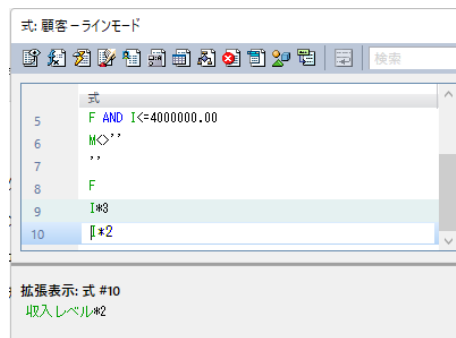 式: 顧客－ラインモード
検索
式
5 F AND I<=4000000.00
6 M<>''
7 ''
8 F
9 I*3
10 I*2
拡張表示: 式 #10
収入レベル*2